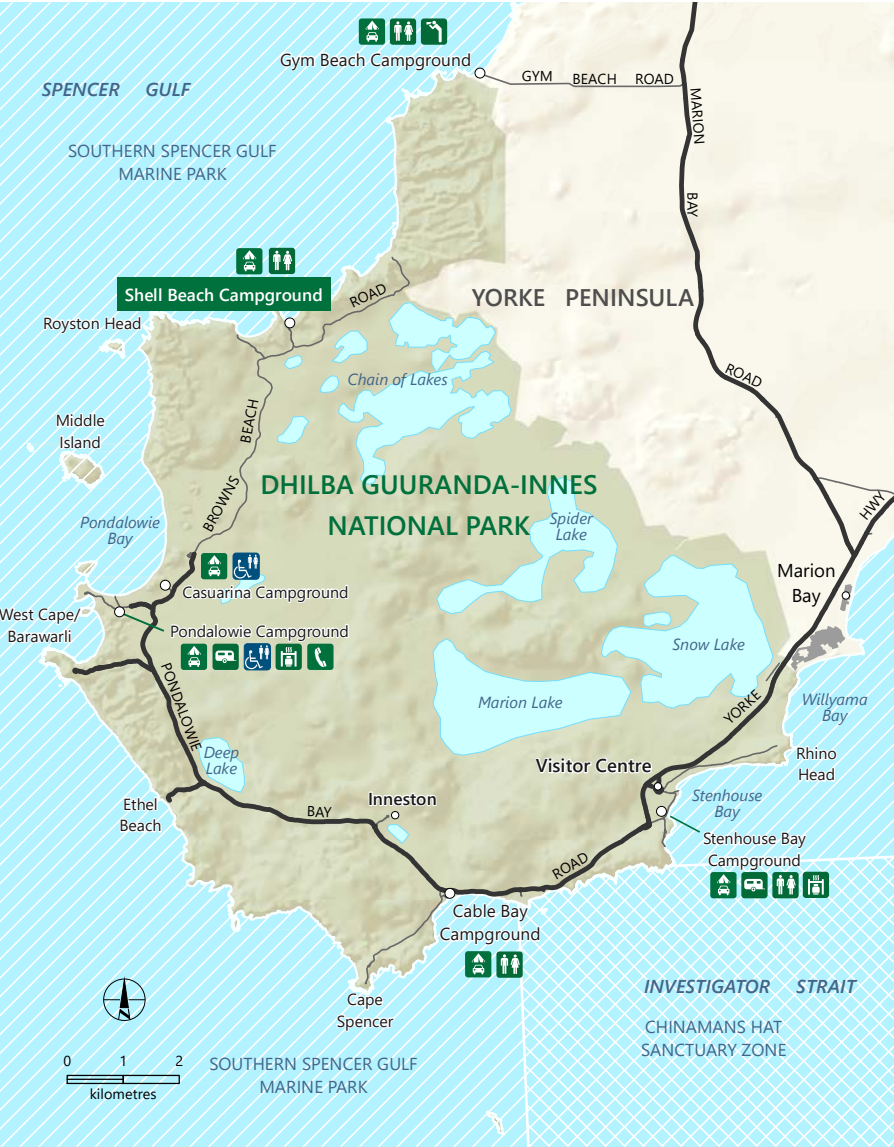 Gym Beach Campground
SPENCER GULF
GYM BEACH ROAD
MARION
BAY
ROAD
SOUTHERN SPENCER GULF
MARINE PARK
Shell Beach Campground
ROAD
YORKE PENINSULA
Royston Head
Chain of Lakes
BEACH
BROWNS
Middle
Island
DHILBA GUURANDA-INNES
NATIONAL PARK
HWY
Spider
Lake
Pondalowie
Bay
Casuarina Campground
Marion
Bay
West Cape/
Barawarli
Pondalowie Campground
Snow Lake
PONDALOWIE
Marion Lake
YORKE
Willyama
Bay
Deep
Lake
Visitor Centre
Rhino
Head
Ethel
Beach
BAY
Inneston
Stenhouse
Bay
Stenhouse Bay
Campground
ROAD
Cable Bay
Campground
INVESTIGATOR STRAIT
Cape
Spencer
CHINAMANS HAT
SANCTUARY ZONE
0 1 2
kilometres
SOUTHERN SPENCER GULF
MARINE PARK